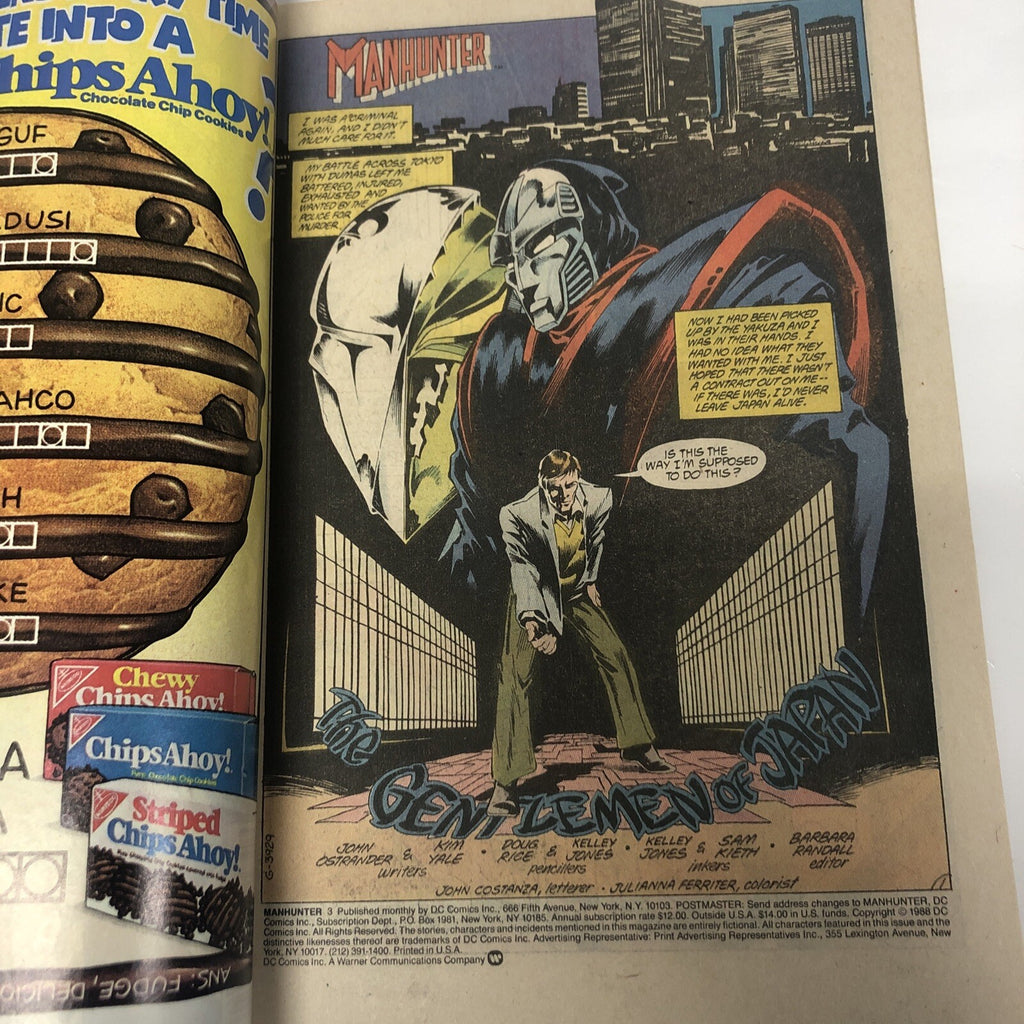 TIME
TE INTO A
Chips Ahoy!
Chocolate Chip Cookies
?
GUF
DUSI
IC
AHCO
H
KE
Chewy
Chips Ahoy!
Chips Ahoy!
Striped
Chips Ahoy!
A
ANS: FUDGE,
MANHUNTER
I WAS A CRIMINAL
AGAIN, AND I DIDN'T
MUCH CARE FOR IT.
MY BATTLE ACROSS TOKYO
WITH DUMAS LEFT ME
BATTERED, INJURED,
EXHAUSTED AND
WANTED BY THE
POLICE FOR
MURDER.
NOW I HAD BEEN PICKED
UP BY THE YAKUZA AND I
WAS IN THEIR HANDS. I
HAD NO IDEA WHAT THEY
WANTED WITH ME. I JUST
HOPED THAT THERE WASN'T
A CONTRACT OUT ON ME--
IF THERE WAS, I'D NEVER
LEAVE JAPAN ALIVE.
IS THIS THE
WAY I'M SUPPOSED
TO DO THIS?
THE
GENTLEMEN OF JAPAN
JOHN OSTRANDER & KIM YALE writers • DOUG RICE & KELLEY JONES pencillers • KELLEY JONES & SAM KIETH inkers • BARBARA RANDALL editor
JOHN COSTANZA, letterer • JULIANNA FERRITER, colorist
1
G-3929
MANHUNTER 3 Published monthly by DC Comics Inc., 666 Fifth Avenue, New York, N.Y. 10103. POSTMASTER: Send address changes to MANHUNTER, DC
Comics Inc., Subscription Dept., P.O. Box 1981, New York, NY 10185. Annual subscription rate $12.00. Outside U.S.A. $14.00 in U.S. funds. Copyright © 1988 DC
Comics Inc. All Rights Reserved. The stories, characters and incidents mentioned in this magazine are entirely fictional. All characters featured in this issue and the
distinctive likenesses thereof are trademarks of DC Comics Inc. Advertising Representative: Print Advertising Representatives Inc., 355 Lexington Avenue, New
York, NY 10017. (212) 391-1400. Printed in U.S.A.
DC Comics Inc. A Warner Communications Company